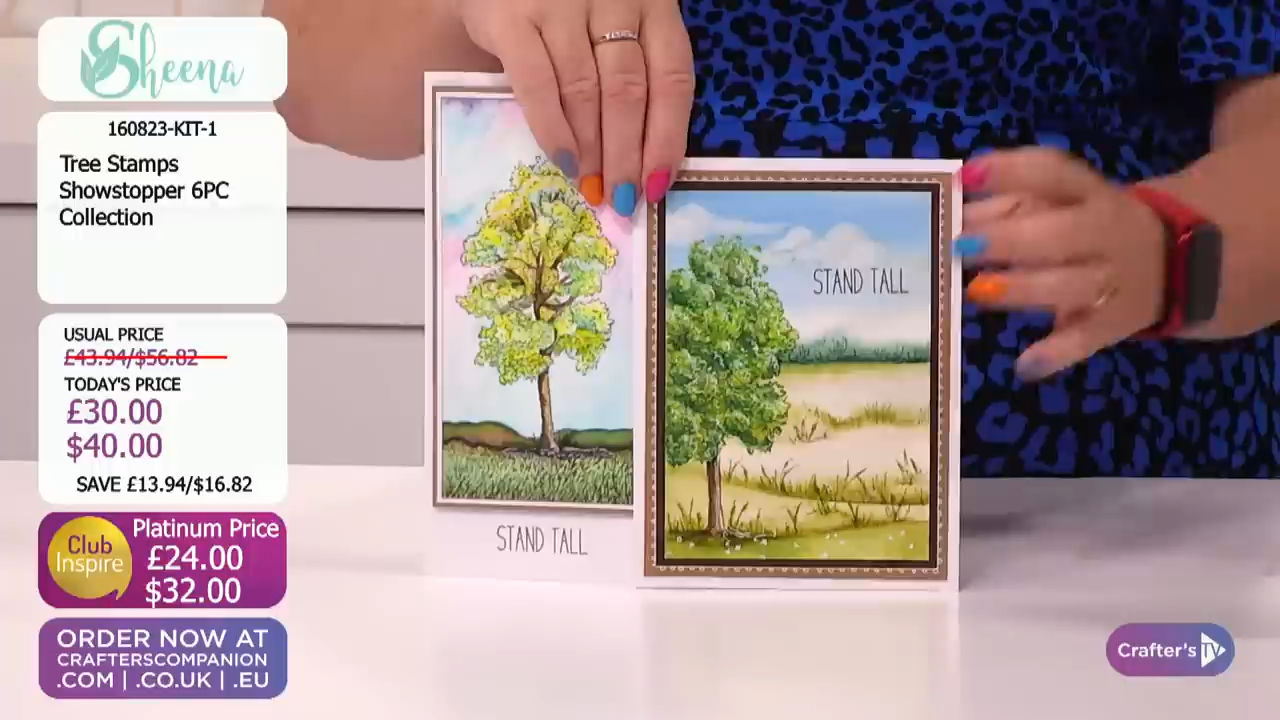 Sheena
160823-KIT-1
Tree Stamps
Showstopper 6PC
Collection
USUAL PRICE
£43.94/$56.82
TODAY'S PRICE
£30.00
$40.00
SAVE £13.94/$16.82
Club
Inspire
Platinum Price
£24.00
$32.00
ORDER NOW AT
CRAFTERSCOMPANION
.COM | .CO.UK | .EU
STAND TALL
STAND TALL
Crafter's TV